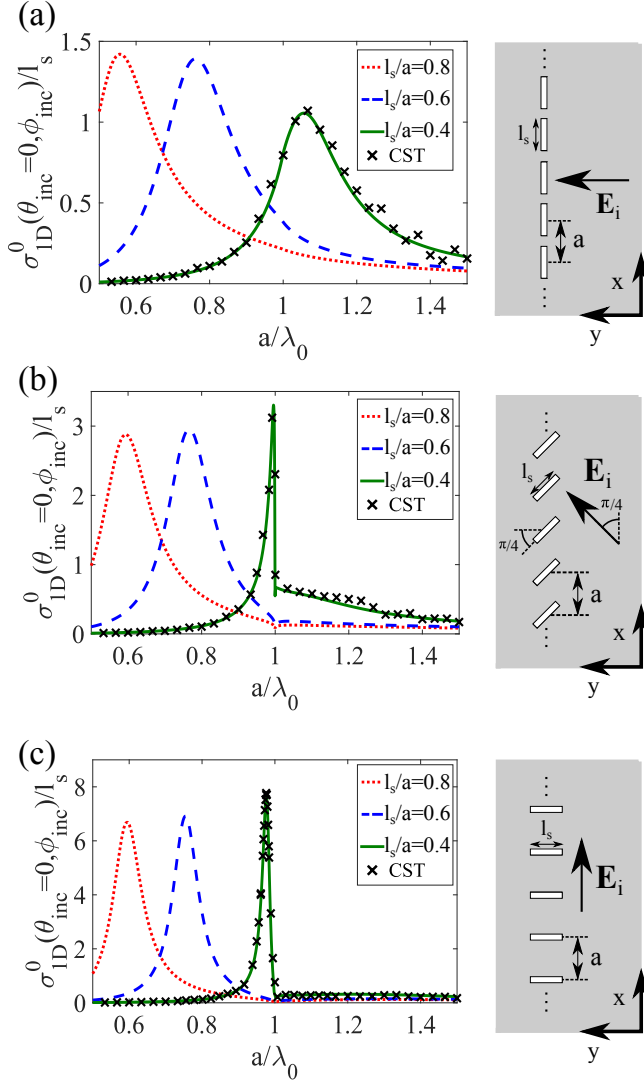 (a)
σ⁰₁D(θinc=0,ϕinc)/ls
1.5
1
0.5
0
0.6 0.8 1 1.2 1.4
a/λ₀
ls/a=0.8
ls/a=0.6
ls/a=0.4
CST
ls
Ei
a
x
y
(b)
σ⁰₁D(θinc=0,ϕinc)/ls
3
2
1
0
0.6 0.8 1 1.2 1.4
a/λ₀
ls/a=0.8
ls/a=0.6
ls/a=0.4
CST
ls
Ei
π/4
π/4
a
x
y
(c)
σ⁰₁D(θinc=0,ϕinc)/ls
8
6
4
2
0
0.6 0.8 1 1.2 1.4
a/λ₀
ls/a=0.8
ls/a=0.6
ls/a=0.4
CST
ls
Ei
a
x
y